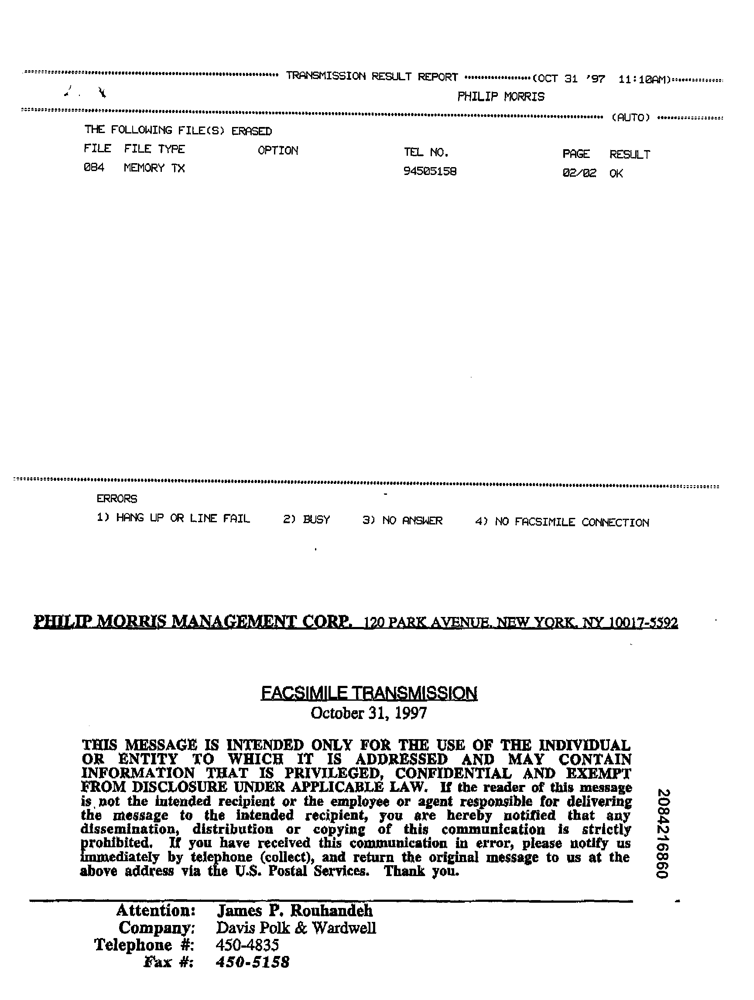 TRANSMISSION RESULT REPORT (OCT 31 '97 11:10AM)
PHILIP MORRIS
(AUTO)
THE FOLLOWING FILE(S) ERASED
FILE FILE TYPE OPTION TEL NO. PAGE RESULT
084 MEMORY TX 94505158 02/02 OK
ERRORS
1) HANG UP OR LINE FAIL 2) BUSY 3) NO ANSWER 4) NO FACSIMILE CONNECTION
PHILIP MORRIS MANAGEMENT CORP. 120 PARK AVENUE, NEW YORK, NY 10017-5592
FACSIMILE TRANSMISSION
October 31, 1997
THIS MESSAGE IS INTENDED ONLY FOR THE USE OF THE INDIVIDUAL
OR ENTITY TO WHICH IT IS ADDRESSED AND MAY CONTAIN
INFORMATION THAT IS PRIVILEGED, CONFIDENTIAL AND EXEMPT
FROM DISCLOSURE UNDER APPLICABLE LAW. If the reader of this message
is not the intended recipient or the employee or agent responsible for delivering
the message to the intended recipient, you are hereby notified that any
dissemination, distribution or copying of this communication is strictly
prohibited. If you have received this communication in error, please notify us
immediately by telephone (collect), and return the original message to us at the
above address via the U.S. Postal Services. Thank you.
2084216860
Attention: James P. Rouhandeh
Company: Davis Polk & Wardwell
Telephone #: 450-4835
Fax #: 450-5158